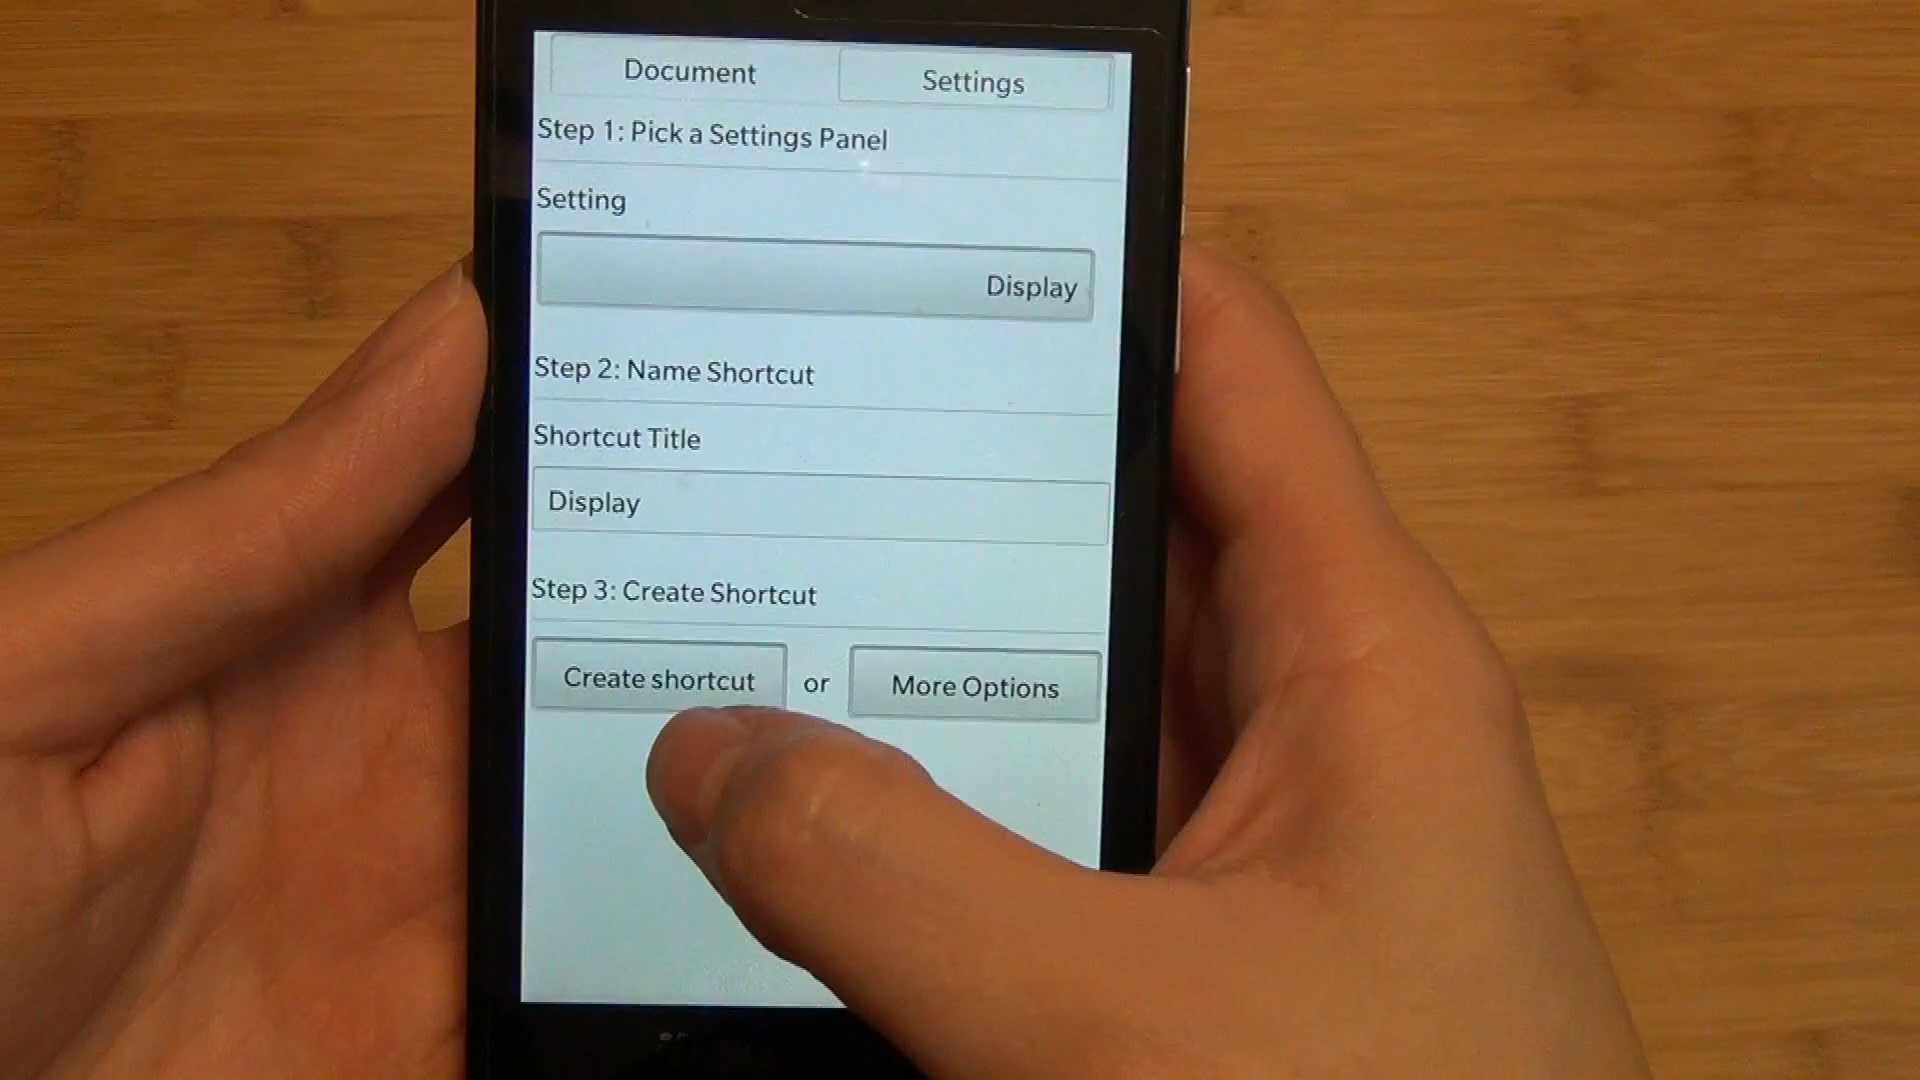 Document
Settings
Step 1: Pick a Settings Panel
Setting
Display
Step 2: Name Shortcut
Shortcut Title
Display
Step 3: Create Shortcut
Create shortcut or More Options